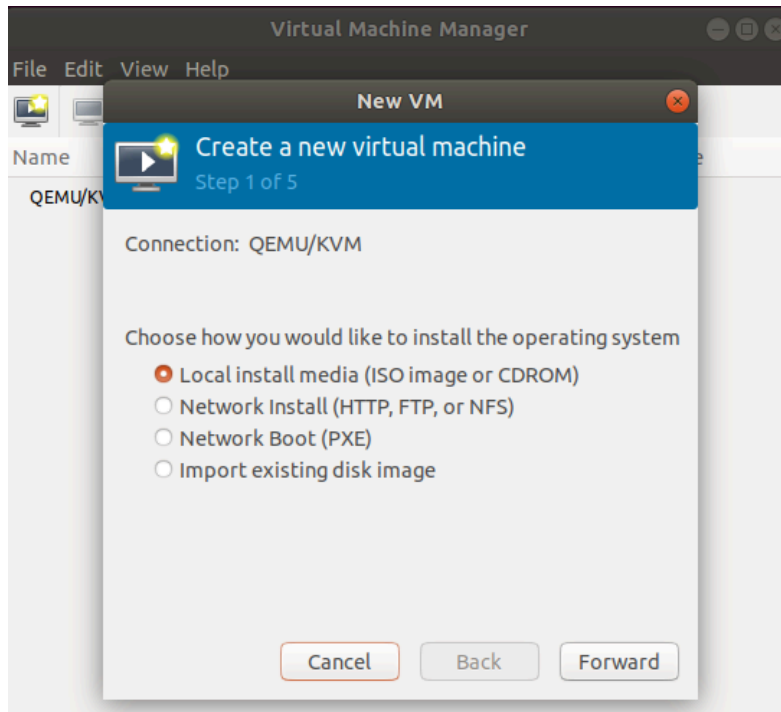 Virtual Machine Manager
File Edit View Help
New VM
Name
Create a new virtual machine
Step 1 of 5
Connection: QEMU/KVM
Choose how you would like to install the operating system
Local install media (ISO image or CDROM)
Network Install (HTTP, FTP, or NFS)
Network Boot (PXE)
Import existing disk image
Cancel Back Forward